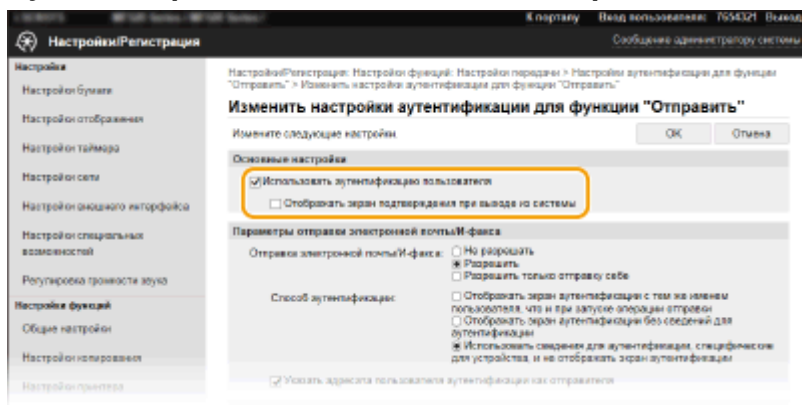 К порталу Вход пользователя: 7654321 Выход
Настройки/Регистрация
Сообщение администратору системы
Настройки
Настройки бумаги
Настройки отображения
Настройки таймера
Настройки сети
Настройки внешнего интерфейса
Настройки специальных
возможностей
Регулировка громкости звука
Настройки функций
Общие настройки
Настройки копирования
Настройки принтера
Настройки/Регистрация: Настройки функций: Настройки передачи > Настройки аутентификации для функции
"Отправить" > Изменить настройки аутентификации для функции "Отправить"
Изменить настройки аутентификации для функции "Отправить"
Измените следующие настройки.
OK Отмена
Основные настройки
Использовать аутентификацию пользователя
Отображать экран подтверждения при выводе из системы
Параметры отправки электронной почты/И-факса
Отправка электронной почты/И-факса:
Не разрешать
Разрешить
Разрешить только отправку себе
Способ аутентификации:
Отображать экран аутентификации с тем же именем
пользователя, что и при запуске операции отправки
Отображать экран аутентификации без сведений для
аутентификации
Использовать сведения для аутентификации, специфические
для устройства, и не отображать экран аутентификации
Указать адресата пользователя аутентификации как отправителя